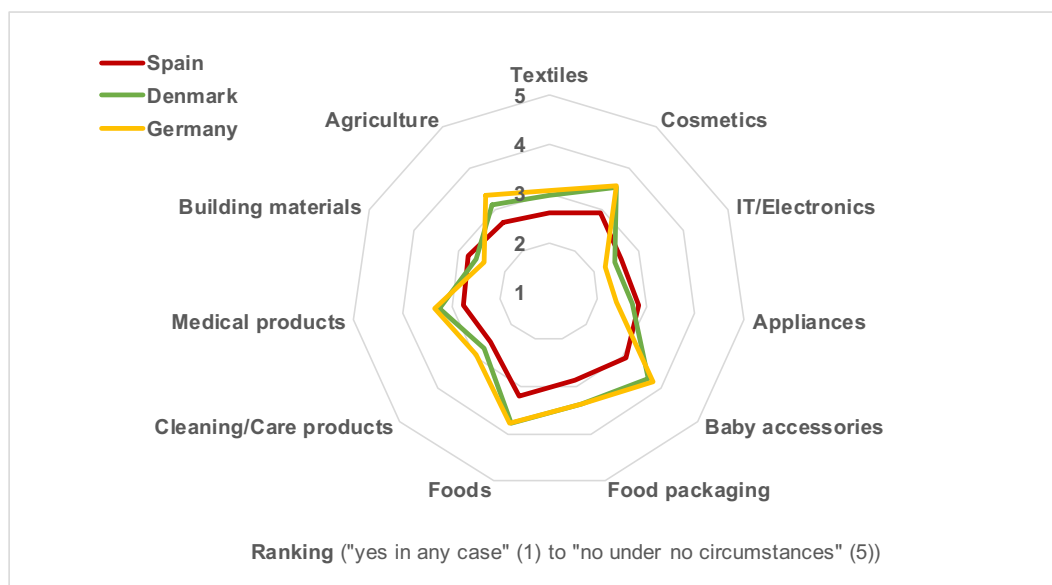 Spain
Denmark
Germany
Textiles
5
Agriculture
Cosmetics
4
3
Building materials
IT/Electronics
2
1
Medical products
Appliances
Cleaning/Care products
Baby accessories
Foods
Food packaging
Ranking ("yes in any case" (1) to "no under no circumstances" (5))